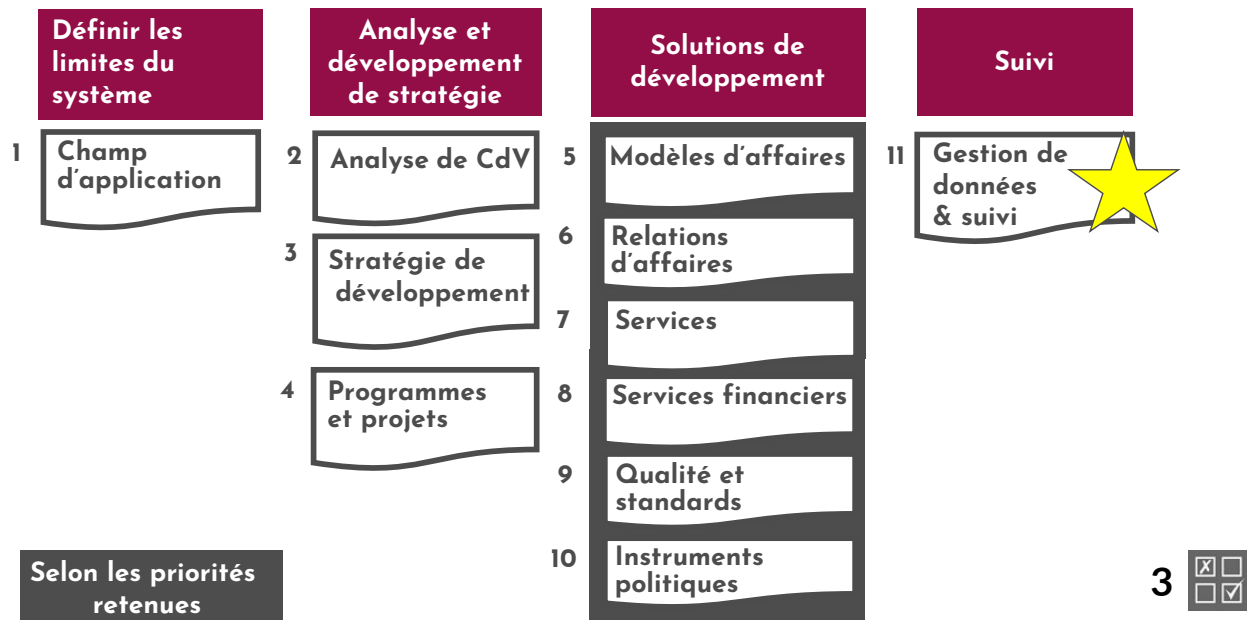 Définir les
limites du
système
Analyse et
développement
de stratégie
Solutions de
développement
Suivi
1
Champ
d'application
2
Analyse de CdV
3
Stratégie de
développement
4
Programmes
et projets
5
Modèles d'affaires
6
Relations
d'affaires
7
Services
8
Services financiers
9
Qualité et
standards
10
Instruments
politiques
11
Gestion de
données
& suivi
Selon les priorités
retenues
3